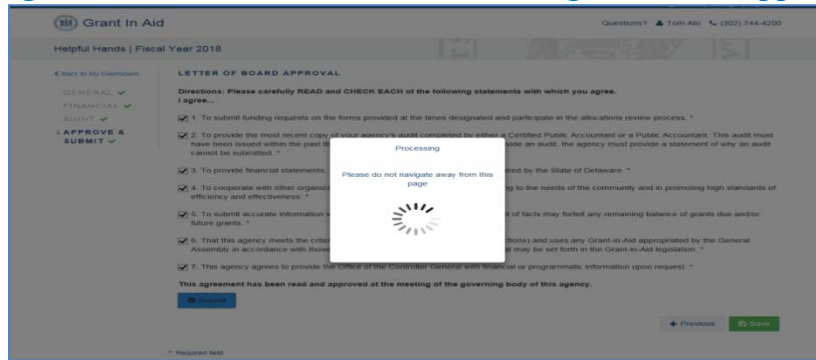 Grant In Aid
Questions? Tom Ato (302) 744-4200
Helpful Hands | Fiscal Year 2018
Back to My Dashboard
GENERAL
FINANCIAL
AUDIT
APPROVE &
SUBMIT
LETTER OF BOARD APPROVAL
Directions: Please carefully READ and CHECK EACH of the following statements with which you agree.
I agree...
1. To submit funding requests on the forms provided at the times designated and participate in the allocations review process. *
2. To provide the most recent copy of your agency's audit completed by either a Certified Public Accountant or a Public Accountant. This audit must
have been issued within the past th vide an audit, the agency must provide a statement of why an audit
cannot be submitted. *
3. To provide financial statements, ired by the State of Delaware. *
4. To cooperate with other organiz ng to the needs of the community and in promoting high standards of
efficiency and effectiveness. *
5. To submit accurate information w of facts may forfeit any remaining balance of grants due and/or
future grants. *
6. That this agency meets the crite ctions) and uses any Grant-in-Aid appropriated by the General
Assembly in accordance with those at may be set forth in the Grant-in-Aid legislation. *
7. This agency agrees to provide the Office of the Controller General with financial or programmatic information upon request. *
This agreement has been read and approved at the meeting of the governing body of this agency.
Submit
Processing
Please do not navigate away from this
page
Previous
Save
* Required field